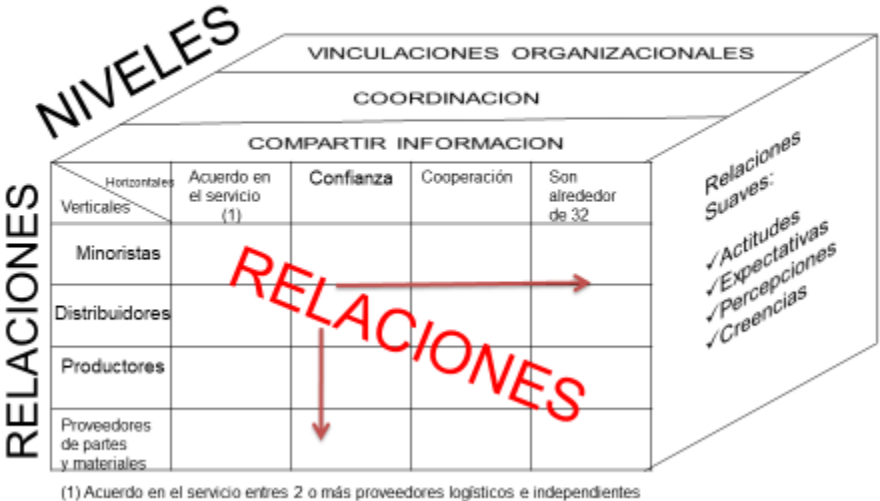 NIVELES
VINCULACIONES ORGANIZACIONALES
COORDINACION
COMPARTIR INFORMACION
RELACIONES
Horizontales
Verticales
Acuerdo en
el servicio
(1)
Confianza
Cooperación
Son
alrededor
de 32
Minoristas
Distribuidores
Productores
Proveedores
de partes
y materiales
RELACIONES
Relaciones
Suaves:
✓Actitudes
✓Expectativas
✓Percepciones
✓Creencias
(1) Acuerdo en el servicio entres 2 o más proveedores logísticos e independientes